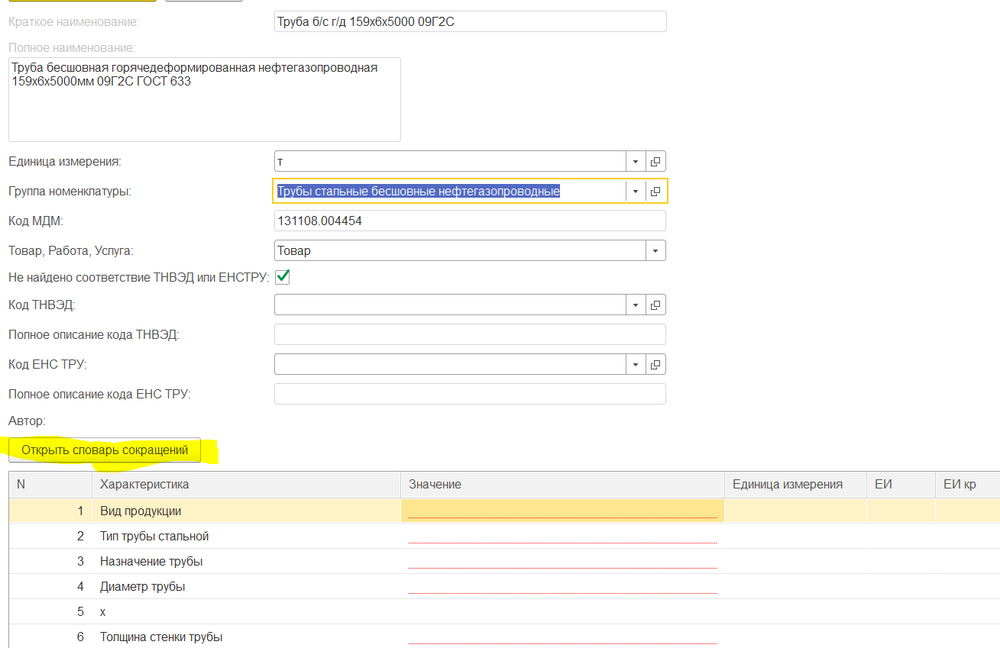 Краткое наименование: Труба б/с г/д 159х6х5000 09Г2С
Полное наименование:
Труба бесшовная горячедеформированная нефтегазопроводная
159х6х5000мм 09Г2С ГОСТ 633
Единица измерения: т
Группа номенклатуры: Трубы стальные бесшовные нефтегазопроводные
Код МДМ: 131108.004454
Товар, Работа, Услуга: Товар
Не найдено соответствие ТНВЭД или ЕНСТРУ:
Код ТНВЭД:
Полное описание кода ТНВЭД:
Код ЕНС ТРУ:
Полное описание кода ЕНС ТРУ:
Автор:
Открыть словарь сокращений
N Характеристика Значение Единица измерения ЕИ ЕИ кр
1 Вид продукции
2 Тип трубы стальной
3 Назначение трубы
4 Диаметр трубы
5 х
6 Толщина стенки трубы